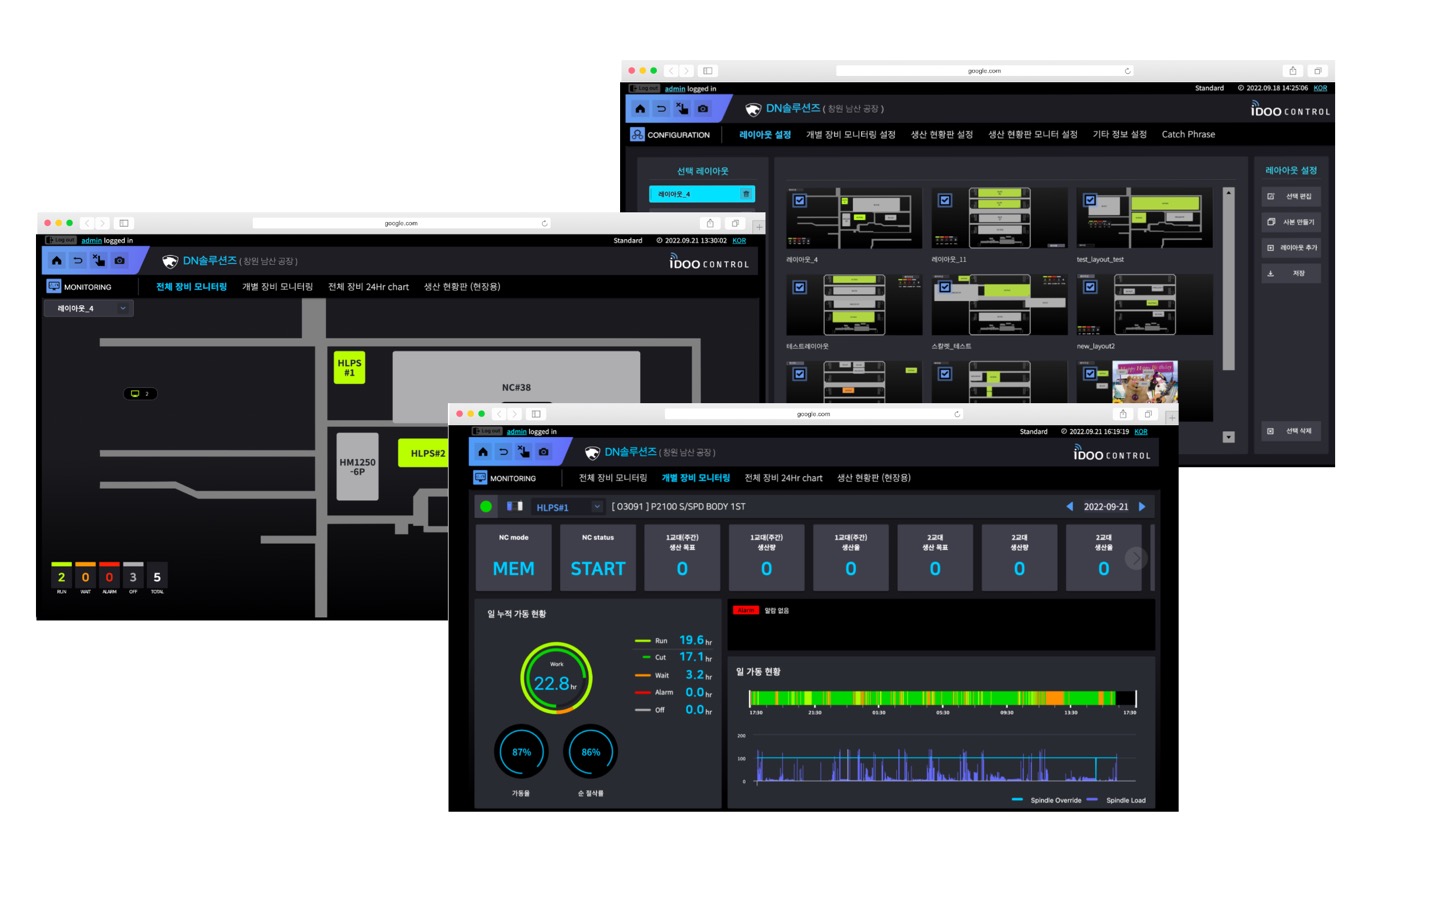 google.com
Log out admin logged in
Standard 2022.09.18 14:25:06 KOR
DN솔루션즈 ( 창원 남산 공장 )
iDOO CONTROL
CONFIGURATION
레이아웃 설정 개별 장비 모니터링 설정 생산 현황판 설정 생산 현황판 모니터 설정 기타 정보 설정 Catch Phrase
선택 레이아웃
레이아웃_4
레이아웃_4 레이아웃_11 test_layout_test
테스트레이아웃 스칼렛_테스트 new_layout2
레아아웃 설정
선택 편집
사본 만들기
레이아웃 추가
저장
선택 삭제
google.com
Log out admin logged in
Standard 2022.09.21 13:30:02 KOR
DN솔루션즈 ( 창원 남산 공장 )
iDOO CONTROL
MONITORING
전체 장비 모니터링 개별 장비 모니터링 전체 장비 24Hr chart 생산 현황판 (현장용)
레이아웃_4
2
HLPS
#1
NC#38
HM1250
-6P
HLPS#2
2 0 0 3 5
RUN WAIT ALARM OFF TOTAL
google.com
Log out admin logged in
Standard 2022.09.21 16:19:19 KOR
DN솔루션즈 ( 창원 남산 공장 )
iDOO CONTROL
MONITORING
전체 장비 모니터링 개별 장비 모니터링 전체 장비 24Hr chart 생산 현황판 (현장용)
HLPS#1
[ O3091 ] P2100 S/SPD BODY 1ST
2022-09-21
NC mode
MEM
NC status
START
1교대(주간)
생산 목표
0
1교대(주간)
생산량
0
1교대(주간)
생산율
0
2교대
생산 목표
0
2교대
생산량
0
2교대
생산율
0
일 누적 가동 현황
Work
22.8 hr
Run 19.6 hr
Cut 17.1 hr
Wait 3.2 hr
Alarm 0.0 hr
Off 0.0 hr
87% 86%
가동율 순 절삭률
Alarm 알람 없음
일 가동 현황
17:30 21:30 01:30 05:30 09:30 13:30 17:30
200
100
0
Spindle Override Spindle Load